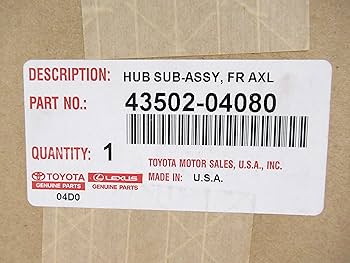 DESCRIPTION: HUB SUB-ASSY, FR AXL
PART NO.: 43502-04080
QUANTITY: 1
TOYOTA MOTOR SALES, U.S.A., INC.
MADE IN: U.S.A.
TOYOTA LEXUS
GENUINE PARTS GENUINE PARTS
04D0